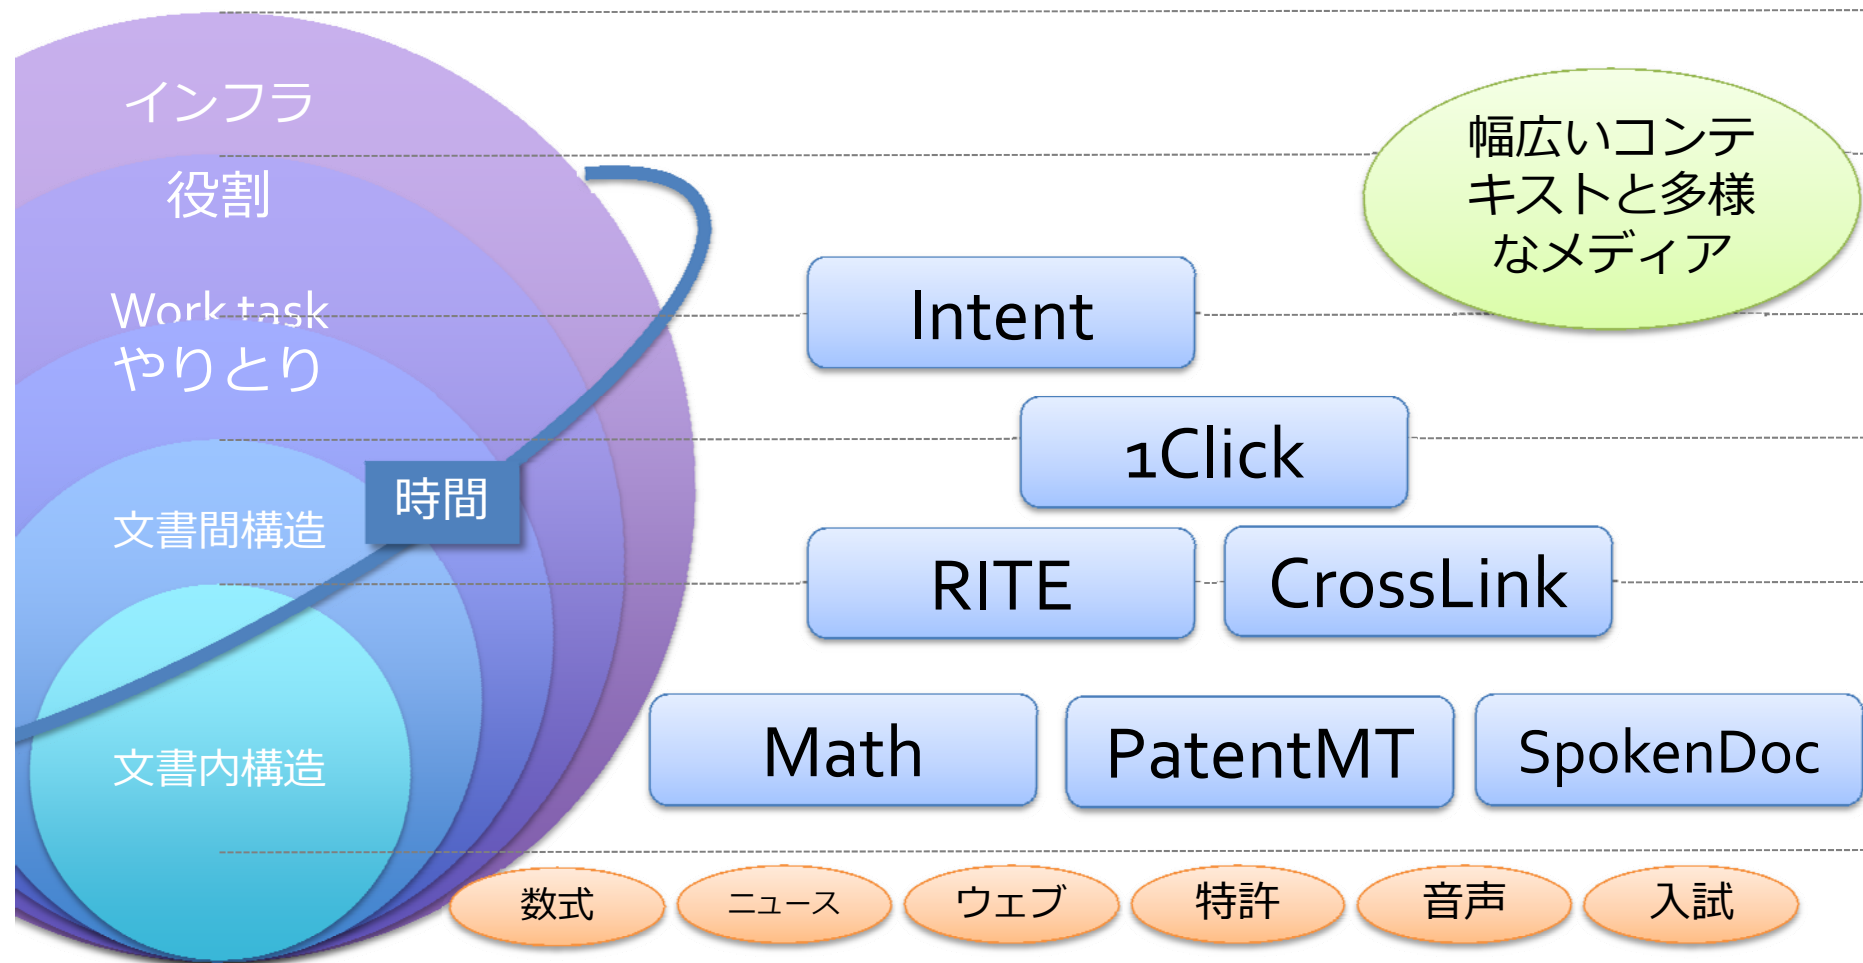 インフラ
役割
Work task
やりとり
文書間構造
文書内構造
時間
幅広いコンテ
キストと多様
なメディア
Intent
1Click
RITE
CrossLink
Math
PatentMT
SpokenDoc
数式
ニュース
ウェブ
特許
音声
入試